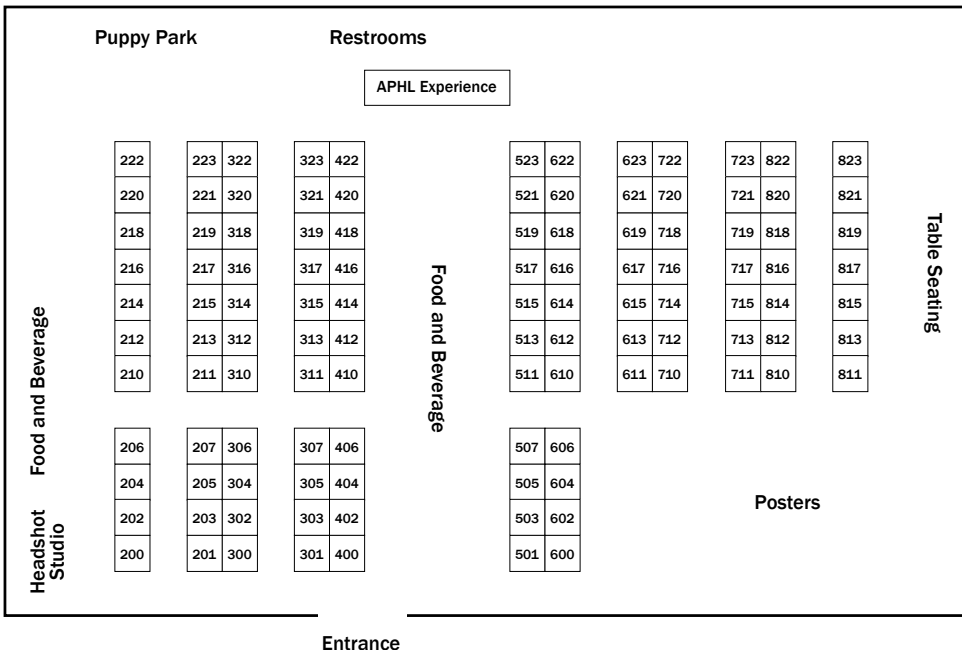 Puppy Park Restrooms
APHL Experience
222 223 322 323 422 523 622 623 722 723 822 823
220 221 320 321 420 521 620 621 720 721 820 821
218 219 318 319 418 519 618 619 718 719 818 819
216 217 316 317 416 517 616 617 716 717 816 817
214 215 314 315 414 515 614 615 714 715 814 815
212 213 312 313 412 513 612 613 712 713 812 813
210 211 310 311 410 511 610 611 710 711 810 811
Table Seating
Food and Beverage
Food and Beverage
206 207 306 307 406 507 606
204 205 304 305 404 505 604
202 203 302 303 402 503 602
200 201 300 301 400 501 600
Posters
Headshot
Studio
Entrance